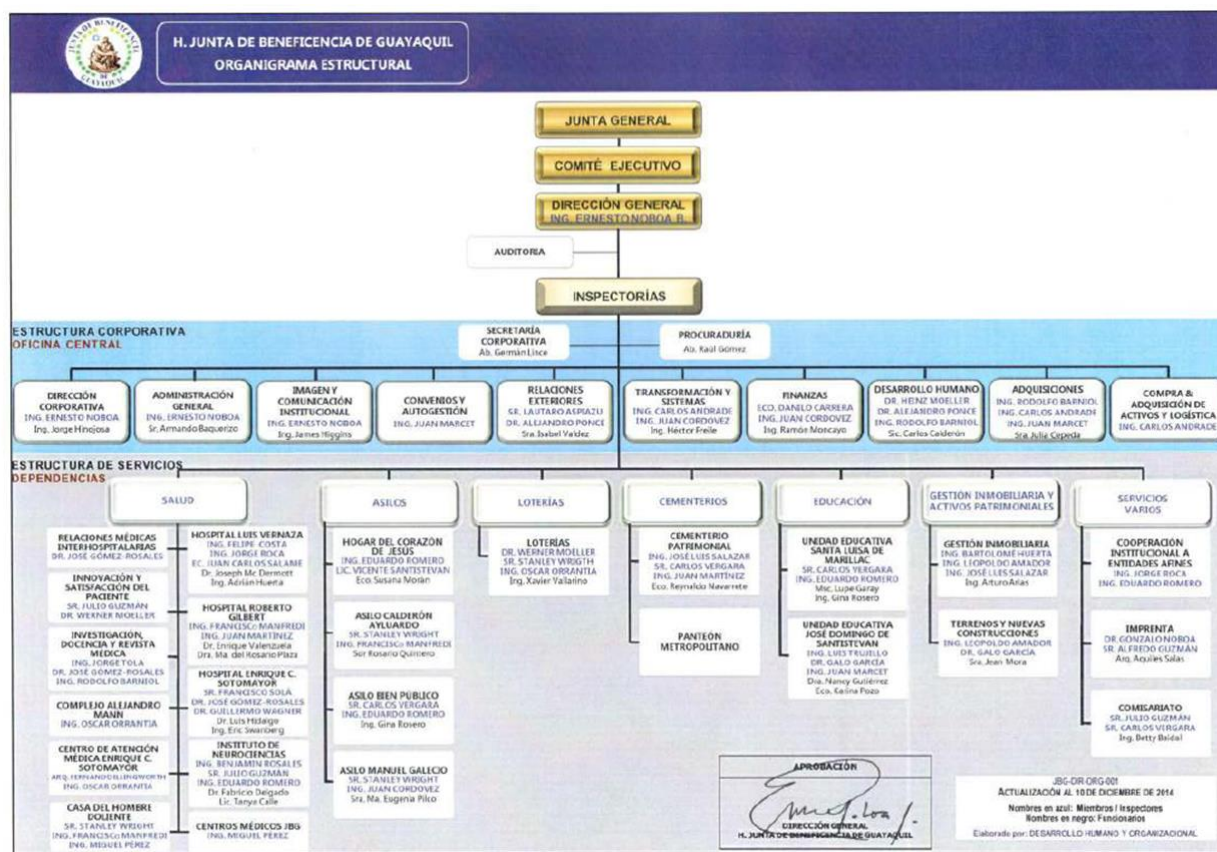 JUNTA DE BENEFICENCIA
DE
GUAYAQUIL
H. JUNTA DE BENEFICENCIA DE GUAYAQUIL
ORGANIGRAMA ESTRUCTURAL
JUNTA GENERAL
COMITÉ EJECUTIVO
DIRECCIÓN GENERAL
ING. ERNESTO NOBOA B.
AUDITORIA
INSPECTORÍAS
ESTRUCTURA CORPORATIVA
OFICINA CENTRAL
SECRETARÍA
CORPORATIVA
Ab. Germán Lince
PROCURADURÍA
Ab. Raúl Gómez
DIRECCIÓN
CORPORATIVA
ING. ERNESTO NOBOA
Ing. Jorge Hinojosa
ADMINISTRACIÓN
GENERAL
ING. ERNESTO NOBOA
Sr. Armando Baquerizo
IMAGEN Y
COMUNICACIÓN
INSTITUCIONAL
ING. ERNESTO NOBOA
Ing. James Higgins
CONVENIOS Y
AUTOGESTIÓN
ING. JUAN MARCET
RELACIONES
EXTERIORES
SR. LAUTARO ASPIAZU
DR. ALEJANDRO PONCE
Sra. Isabel Valdez
TRANSFORMACIÓN Y
SISTEMAS
ING. CARLOS ANDRADE
ING. JUAN CORDOVEZ
Ing. Héctor Freile
FINANZAS
ECO. DANILO CARRERA
ING. JUAN CORDOVEZ
Ing. Ramón Moncayo
DESARROLLO HUMANO
DR. HEINZ MOELLER
DR. ALEJANDRO PONCE
ING. RODOLFO BARNIOL
Sic. Carlos Calderón
ADQUISICIONES
ING. RODOLFO BARNIOL
ING. CARLOS ANDRADE
ING. JUAN MARCET
Sra. Julia Cepeda
COMPRA &
ADQUISICIÓN DE
ACTIVOS Y LOGÍSTICA
ING. CARLOS ANDRADE
ESTRUCTURA DE SERVICIOS
DEPENDENCIAS
SALUD
RELACIONES MÉDICAS
INTERHOSPITALARIAS
DR. JOSÉ GÓMEZ-ROSALES
INNOVACIÓN Y
SATISFACCIÓN DEL
PACIENTE
SR. JULIO GUZMÁN
DR. WERNER MOELLER
INVESTIGACIÓN,
DOCENCIA Y REVISTA
MÉDICA
ING. JORGE TOLA
DR. JOSÉ GÓMEZ-ROSALES
ING. RODOLFO BARNIOL
COMPLEJO ALEJANDRO
MANN
ING. OSCAR ORRANTIA
CENTRO DE ATENCIÓN
MÉDICA ENRIQUE C.
SOTOMAYOR
ARQ. FERNANDO ILLINGWORTH
ING. OSCAR ORRANTIA
CASA DEL HOMBRE
DOLIENTE
SR. STANLEY WRIGHT
ING. FRANCISCO MANFREDI
ING. MIGUEL PÉREZ
HOSPITAL LUIS VERNAZA
ING. FELIPE COSTA
ING. JORGE ROCA
EC. JUAN CARLOS SALAME
Dr. Joseph Mc Dermott
Ing. Adrián Huerta
HOSPITAL ROBERTO
GILBERT
ING. FRANCISCO MANFREDI
ING. JUAN MARTÍNEZ
Dr. Enrique Valenzuela
Dra. Ma. del Rosario Plaza
HOSPITAL ENRIQUE C.
SOTOMAYOR
SR. FRANCISCO SOLÁ
DR. JOSÉ GÓMEZ-ROSALES
DR. GUILLERMO WAGNER
Dr. Luis Hidalgo
Ing. Eric Swanberg
INSTITUTO DE
NEUROCIENCIAS
ING. BENJAMIN ROSALES
SR. JULIO GUZMÁN
ING. EDUARDO ROMERO
Dr. Fabricio Delgado
Lic. Tanya Calle
CENTROS MÉDICOS JBG
ING. MIGUEL PÉREZ
ASILOS
HOGAR DEL CORAZÓN
DE JESÚS
ING. EDUARDO ROMERO
LIC. VICENTE SANTISTEVAN
Eco. Susana Morán
ASILO CALDERÓN
AYLUARDO
SR. STANLEY WRIGHT
ING. FRANCISCO MANFREDI
Sor Rosario Quintero
ASILO BIEN PÚBLICO
SR. CARLOS VERGARA
ING. EDUARDO ROMERO
Ing. Gina Rosero
ASILO MANUEL GALECIO
SR. STANLEY WRIGHT
ING. JUAN CORDOVEZ
Sra. Ma. Eugenia Pilco
LOTERÍAS
LOTERÍAS
DR. WERNER MOELLER
SR. STANLEY WRIGTH
ING. OSCAR ORRANTIA
Ing. Xavier Vallarino
CEMENTERIOS
CEMENTERIO
PATRIMONIAL
ING. JOSÉ LUIS SALAZAR
SR. CARLOS VERGARA
ING. JUAN MARTÍNEZ
Eco. Reynaldo Navarrete
PANTEÓN
METROPOLITANO
EDUCACIÓN
UNIDAD EDUCATIVA
SANTA LUISA DE
MARILLAC
SR. CARLOS VERGARA
ING. EDUARDO ROMERO
Msc. Lupe Garay
Ing. Gina Rosero
UNIDAD EDUCATIVA
JOSÉ DOMINGO DE
SANTISTEVAN
ING. LUIS TRUJILLO
DR. GALO GARCÍA
ING. JUAN MARCET
Dra. Nancy Gutiérrez
Eco. Karina Pozo
GESTIÓN INMOBILIARIA Y
ACTIVOS PATRIMONIALES
GESTIÓN INMOBILIARIA
ING. BARTOLOMÉ HUERTA
ING. LEOPOLDO AMADOR
ING. JOSÉ LUIS SALAZAR
Ing. Arturo Arias
TERRENOS Y NUEVAS
CONSTRUCCIONES
ING. LEOPOLDO AMADOR
DR. GALO GARCÍA
Sra. Jean Mora
SERVICIOS
VARIOS
COOPERACIÓN
INSTITUCIONAL A
ENTIDADES AFINES
ING. JORGE ROCA
ING. EDUARDO ROMERO
IMPRENTA
DR. GONZALO NOBOA
SR. ALFREDO GUZMÁN
Arq. Aquiles Salas
COMISARIATO
SR. JULIO GUZMÁN
SR. CARLOS VERGARA
Ing. Betty Baidal
APROBACIÓN
DIRECCIÓN GENERAL
H. JUNTA DE BENEFICENCIA DE GUAYAQUIL
JBG-DR-ORG-001
ACTUALIZACIÓN AL 10 DE DICIEMBRE DE 2014
Nombres en azul: Miembros / Inspectores
Nombres en negro: Funcionarios
Elaborado por: DESARROLLO HUMANO Y ORGANIZACIONAL